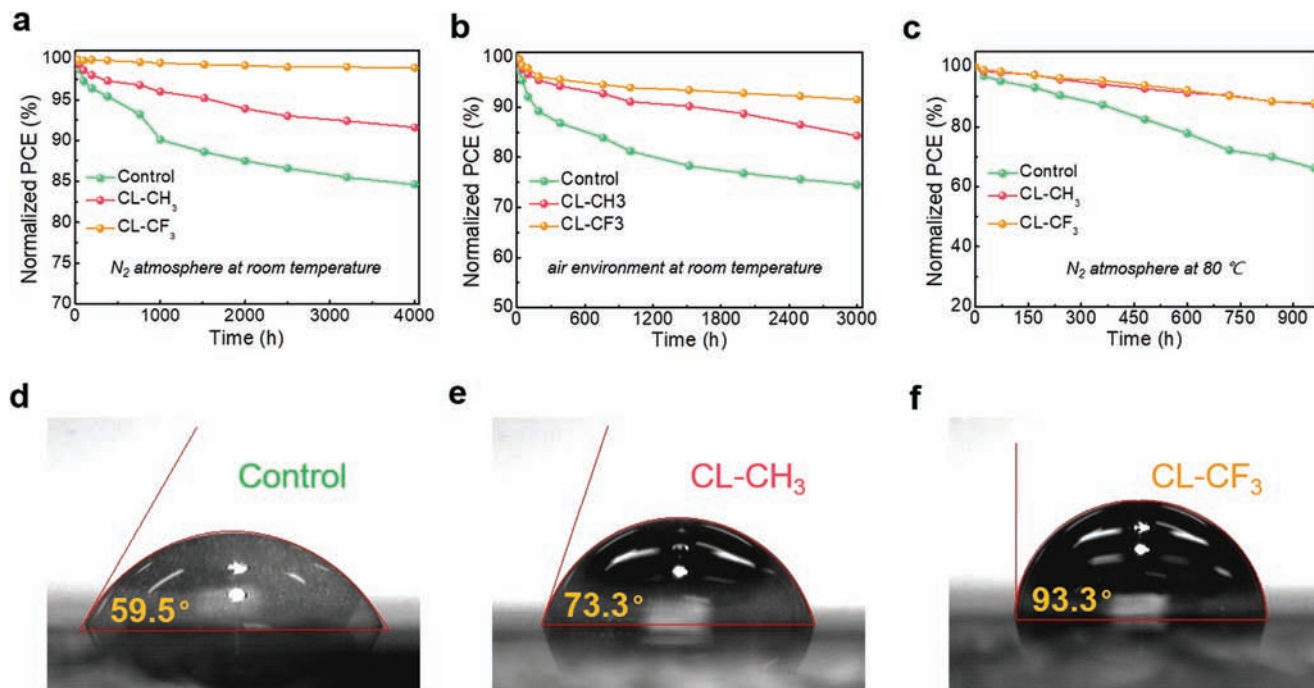 a
Normalized PCE (%)
100
95
90
85
80
75
70
0
1000
2000
3000
4000
Time (h)
Control
CL-CH₃
CL-CF₃
N₂ atmosphere at room temperature
b
Normalized PCE (%)
100
90
80
70
60
50
0
600
1200
1800
2400
3000
Time (h)
Control
CL-CH3
CL-CF3
air environment at room temperature
c
Normalized PCE (%)
100
80
60
40
20
0
150
300
450
600
750
900
Time (h)
Control
CL-CH₃
CL-CF₃
N₂ atmosphere at 80 ℃
d
Control
59.5°
e
CL-CH₃
73.3°
f
CL-CF₃
93.3°